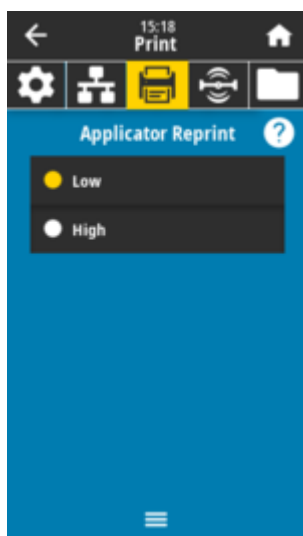 15:18
Print
Applicator Reprint
?
Low
High